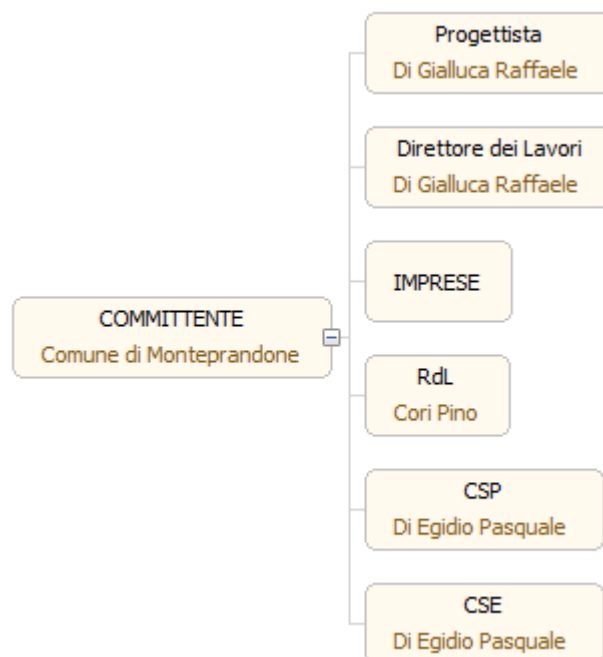 Progettista
Di Gialluca Raffaele
Direttore dei Lavori
Di Gialluca Raffaele
IMPRESE
COMMITTENTE
Comune di Monteprandone
RdL
Cori Pino
CSP
Di Egidio Pasquale
CSE
Di Egidio Pasquale